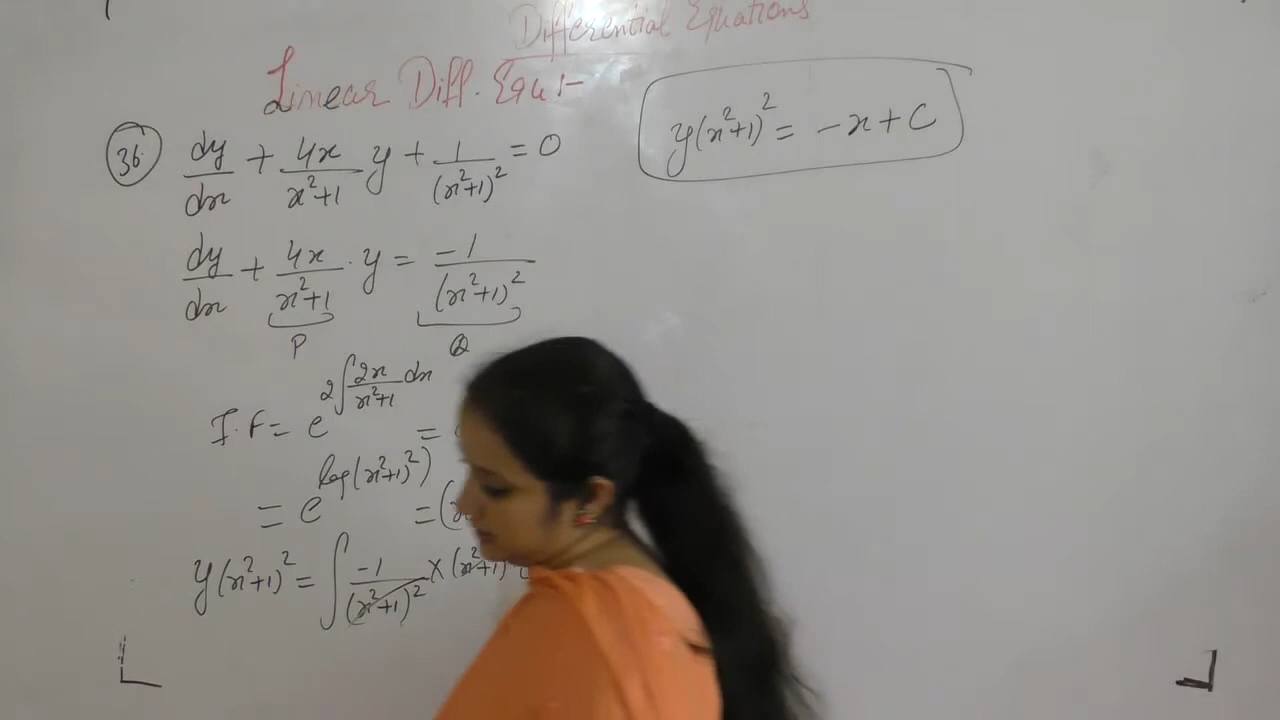 Differential Equations
Linear Diff. Equ :-
36. dy/dx + 4x/(x²+1) y + 1/(x²+1)² = 0
y(x²+1)² = -x + C
dy/dx + 4x/(x²+1) · y = -1/(x²+1)²
P Q
I.F = e^(2∫ 2x/(x²+1) dx) =
= e^(log(x²+1)²) = (x
y(x²+1)² = ∫ -1/(x²+1)² × (x²+1)